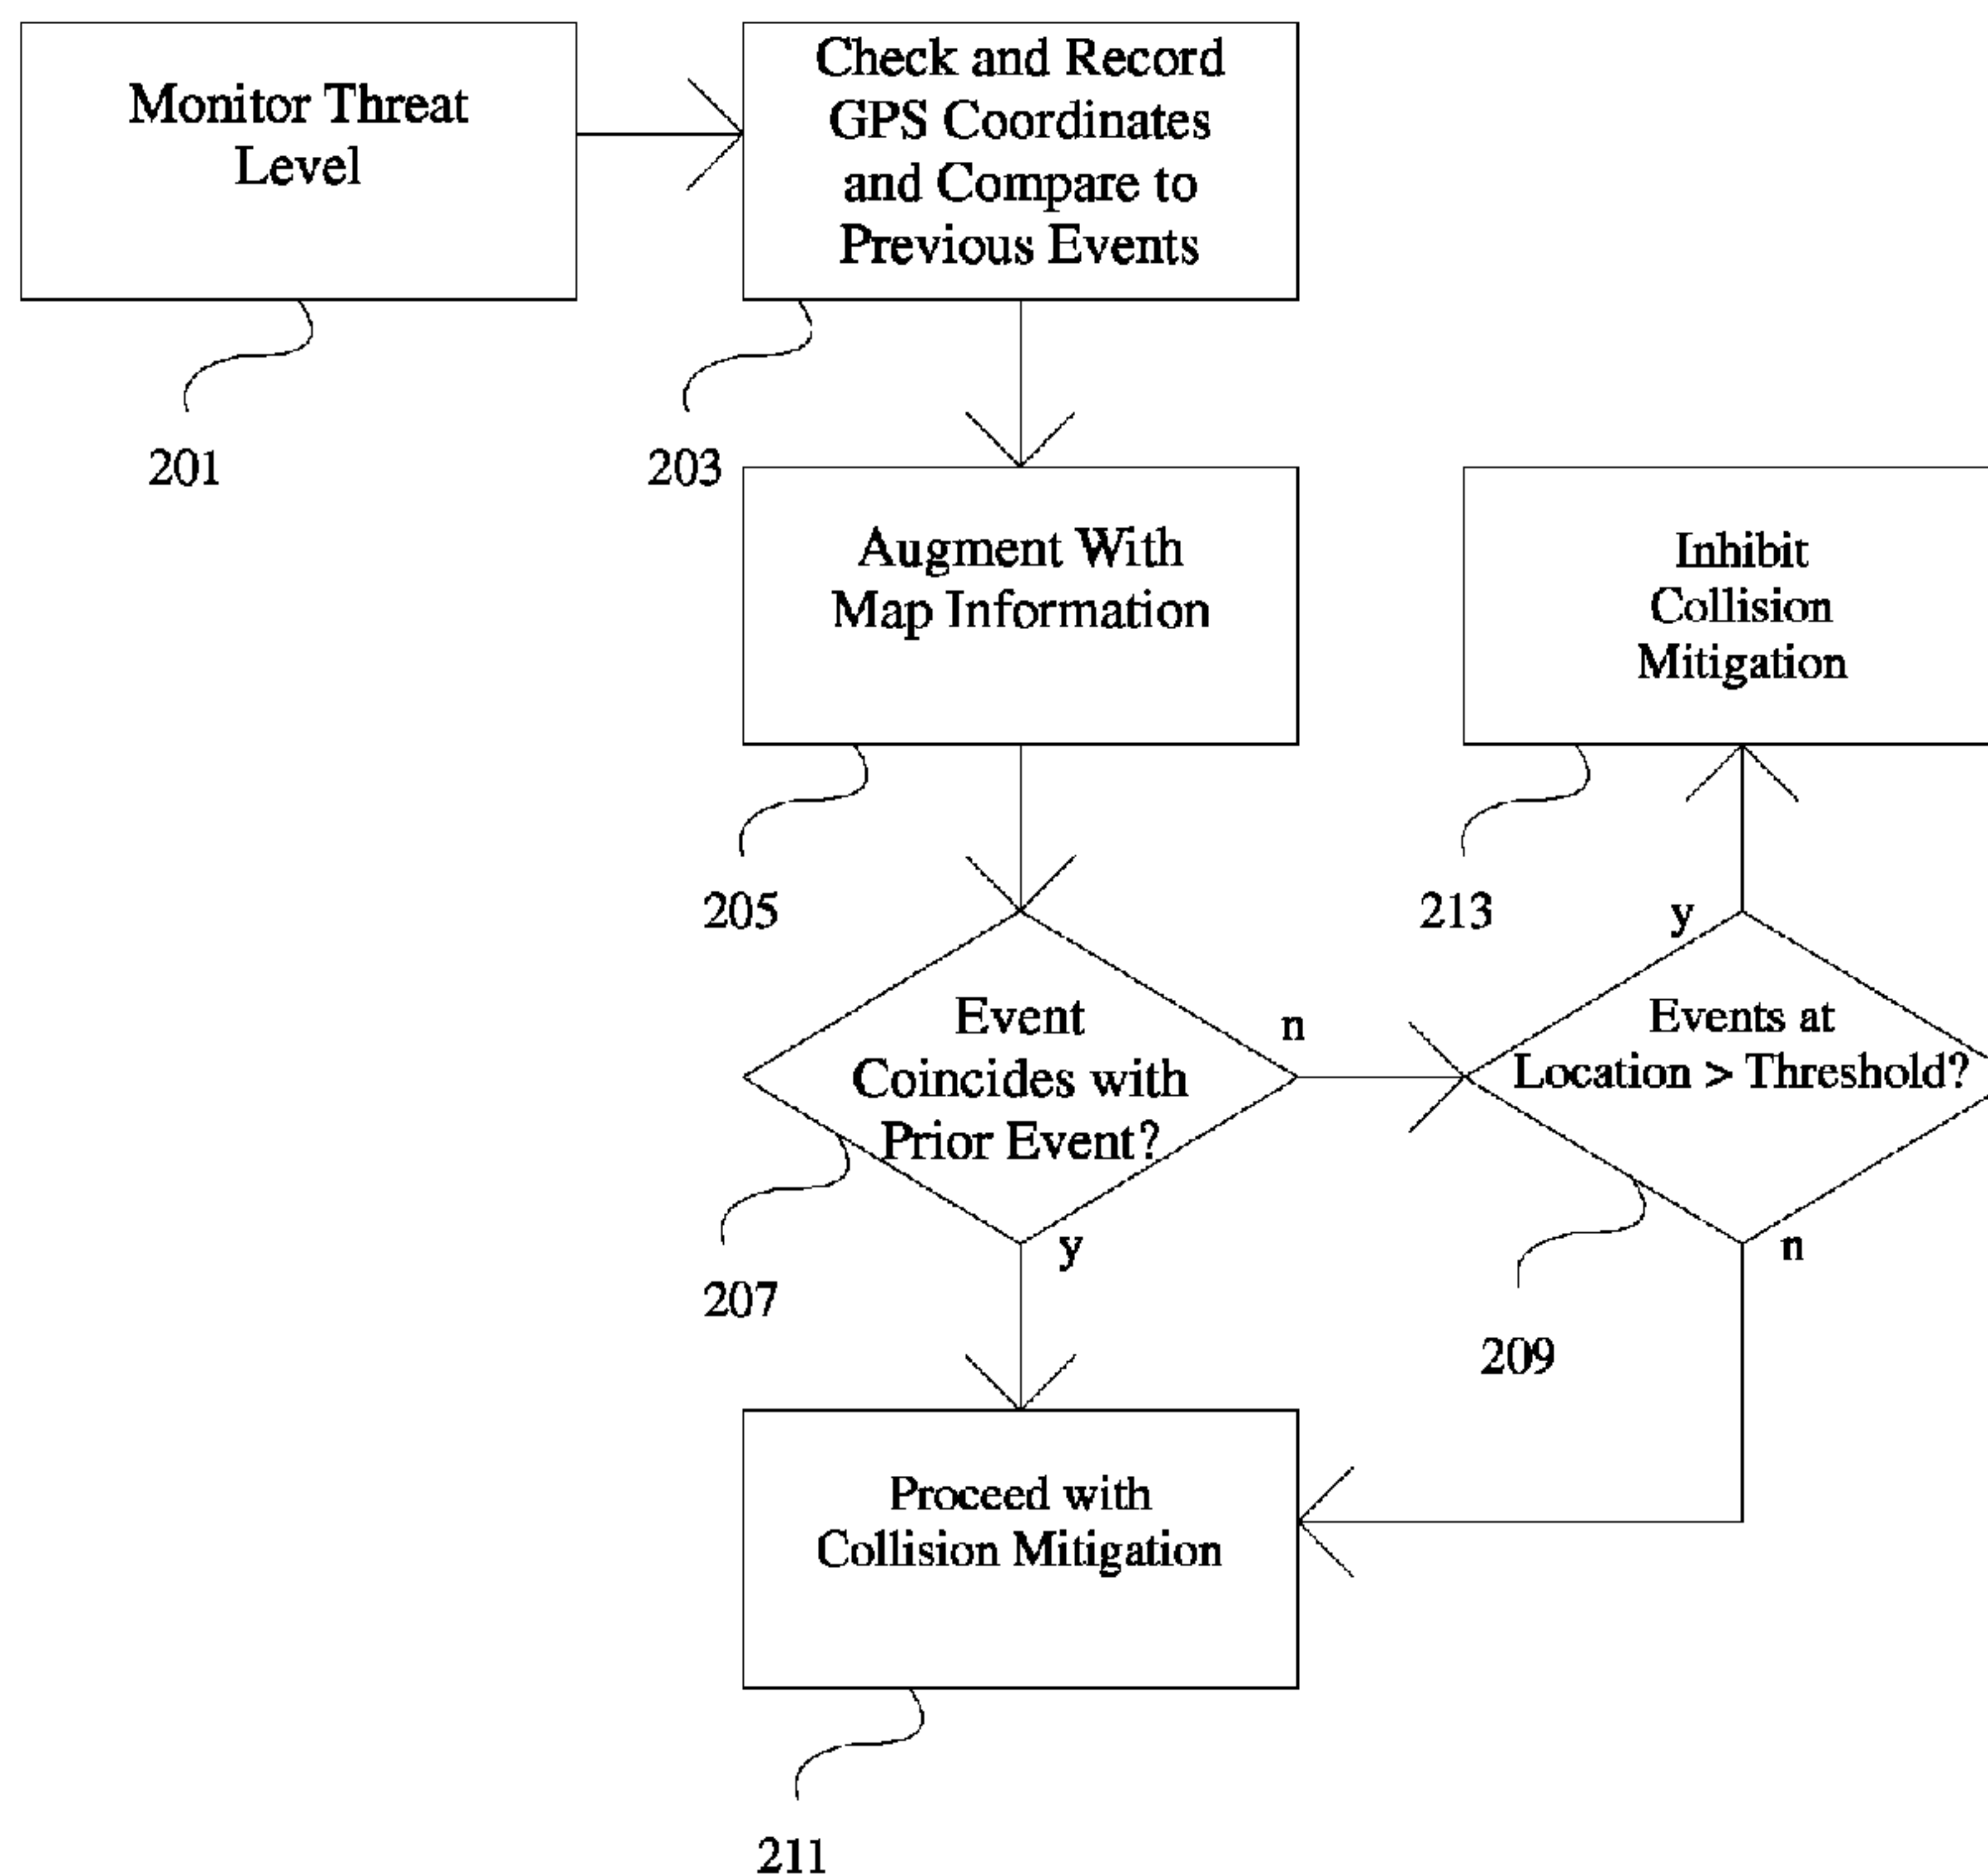 Monitor Threat
Level
201
Check and Record
GPS Coordinates
and Compare to
Previous Events
203
Augment With
Map Information
205
Event
Coincides with
Prior Event?
n
y
207
Events at
Location > Threshold?
y
n
209
Inhibit
Collision
Mitigation
213
Proceed with
Collision Mitigation
211